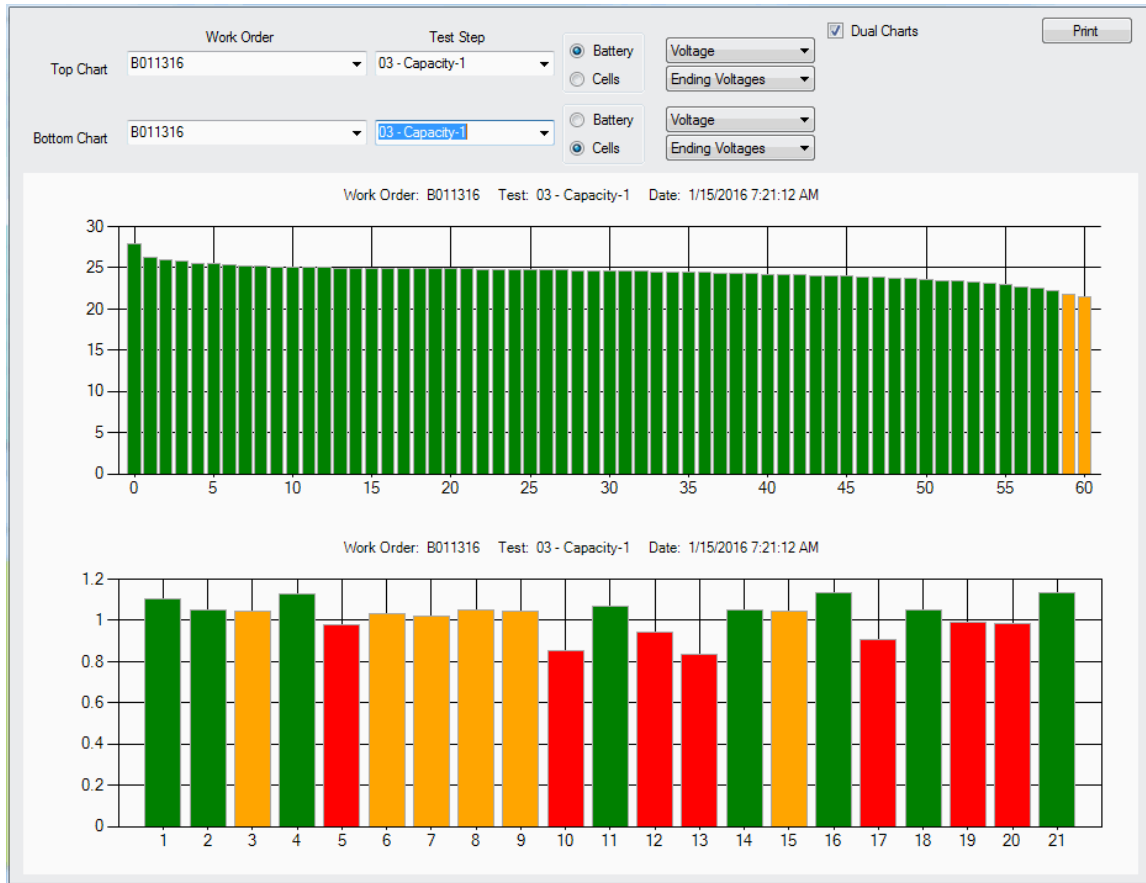 Work Order Test Step
Dual Charts
Print
Top Chart B011316 03 - Capacity-1 Battery Voltage
Cells Ending Voltages
Bottom Chart B011316 03 - Capacity-1 Battery Voltage
Cells Ending Voltages
Work Order: B011316 Test: 03 - Capacity-1 Date: 1/15/2016 7:21:12 AM
30
25
20
15
10
5
0
0 5 10 15 20 25 30 35 40 45 50 55 60
Work Order: B011316 Test: 03 - Capacity-1 Date: 1/15/2016 7:21:12 AM
1.2
1
0.8
0.6
0.4
0.2
0
1 2 3 4 5 6 7 8 9 10 11 12 13 14 15 16 17 18 19 20 21